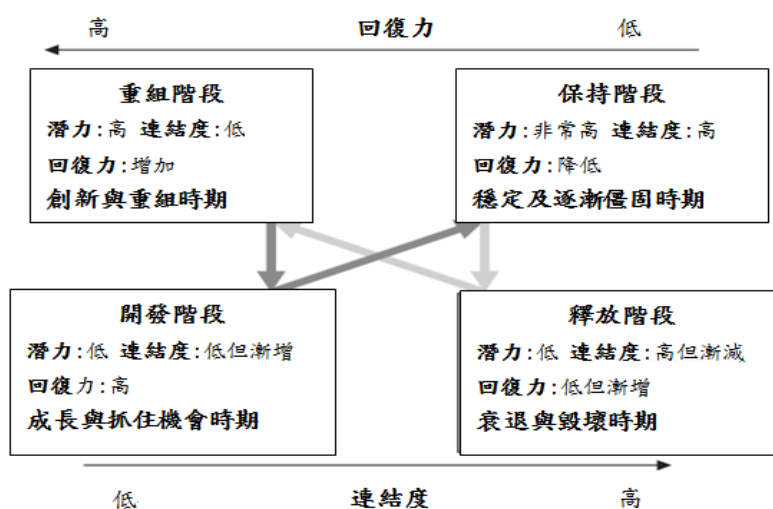 高 回復力 低
重組階段
潛力:高 連結度:低
回復力:增加
創新與重組時期
保持階段
潛力:非常高 連結度:高
回復力:降低
穩定及逐漸僵固時期
開發階段
潛力:低 連結度:低但漸增
回復力:高
成長與抓住機會時期
釋放階段
潛力:低 連結度:高但漸減
回復力:低但漸增
衰退與毀壞時期
低 連結度 高